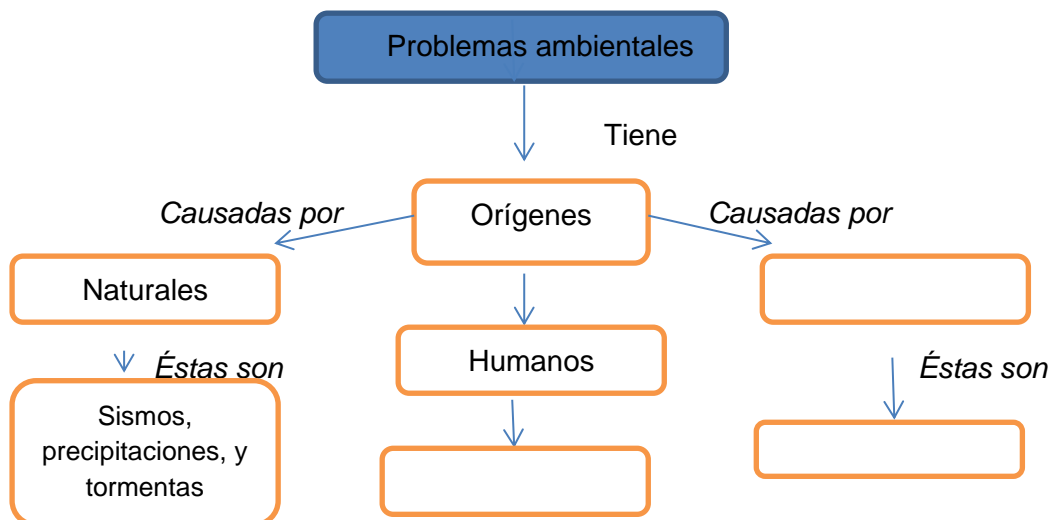 Problemas ambientales
Tiene
Causadas por
Orígenes
Causadas por
Naturales
Humanos
Éstas son
Éstas son
Sismos,
precipitaciones, y
tormentas